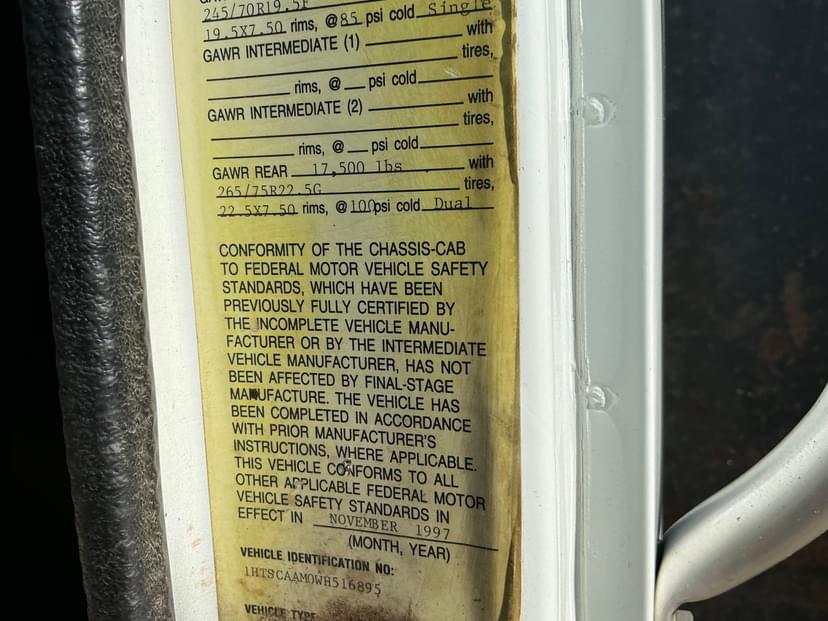 245/70R19.5F
19.5X7.50 rims, @ 85 psi cold Single
GAWR INTERMEDIATE (1) with
tires,
rims, @ psi cold
GAWR INTERMEDIATE (2) with
tires,
rims, @ psi cold
GAWR REAR 17,500 lbs with
265/75R22.5G tires,
22.5X7.50 rims, @ 100 psi cold Dual
CONFORMITY OF THE CHASSIS-CAB
TO FEDERAL MOTOR VEHICLE SAFETY
STANDARDS, WHICH HAVE BEEN
PREVIOUSLY FULLY CERTIFIED BY
THE INCOMPLETE VEHICLE MANU-
FACTURER OR BY THE INTERMEDIATE
VEHICLE MANUFACTURER, HAS NOT
BEEN AFFECTED BY FINAL-STAGE
MANUFACTURE. THE VEHICLE HAS
BEEN COMPLETED IN ACCORDANCE
WITH PRIOR MANUFACTURER'S
INSTRUCTIONS, WHERE APPLICABLE.
THIS VEHICLE CONFORMS TO ALL
OTHER APPLICABLE FEDERAL MOTOR
VEHICLE SAFETY STANDARDS IN
EFFECT IN NOVEMBER 1997
(MONTH, YEAR)
VEHICLE IDENTIFICATION NO:
1HTSCAAM0WH516895
VEHICLE TYPE